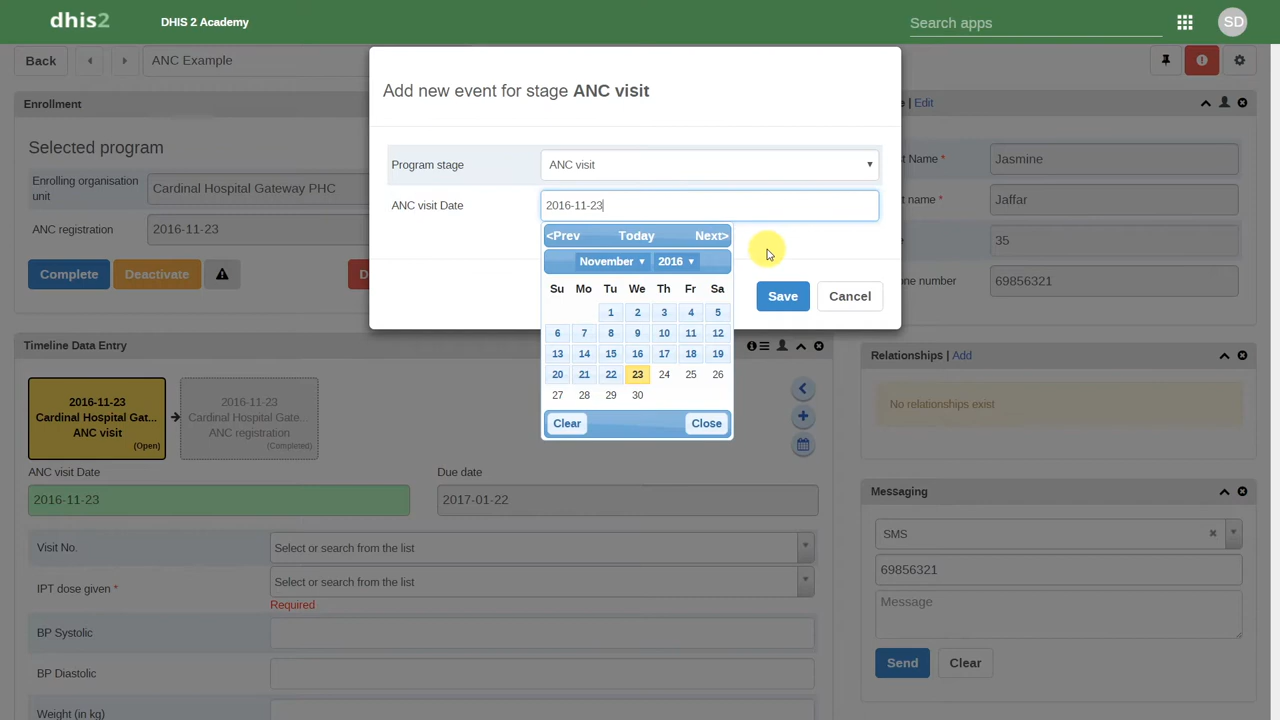 dhis2
DHIS 2 Academy
Search apps
SD
Back
ANC Example
Enrollment
Selected program
Enrolling organisation
unit
Cardinal Hospital Gateway PHC
ANC registration
2016-11-23
Complete
Deactivate
Add new event for stage ANC visit
Program stage
ANC visit
ANC visit Date
2016-11-23
<Prev Today Next>
November 2016
Su Mo Tu We Th Fr Sa
1 2 3 4 5
6 7 8 9 10 11 12
13 14 15 16 17 18 19
20 21 22 23 24 25 26
27 28 29 30
Clear Close
Save
Cancel
| Edit
Name *
Jasmine
name *
Jaffar
35
number
69856321
Timeline Data Entry
2016-11-23
Cardinal Hospital Gat...
ANC visit
(Open)
2016-11-23
Cardinal Hospital Gate...
ANC registration
(Completed)
ANC visit Date
2016-11-23
Due date
2017-01-22
Visit No.
Select or search from the list
IPT dose given *
Select or search from the list
Required
BP Systolic
BP Diastolic
Weight (in kg)
Relationships | Add
No relationships exist
Messaging
SMS
69856321
Message
Send
Clear